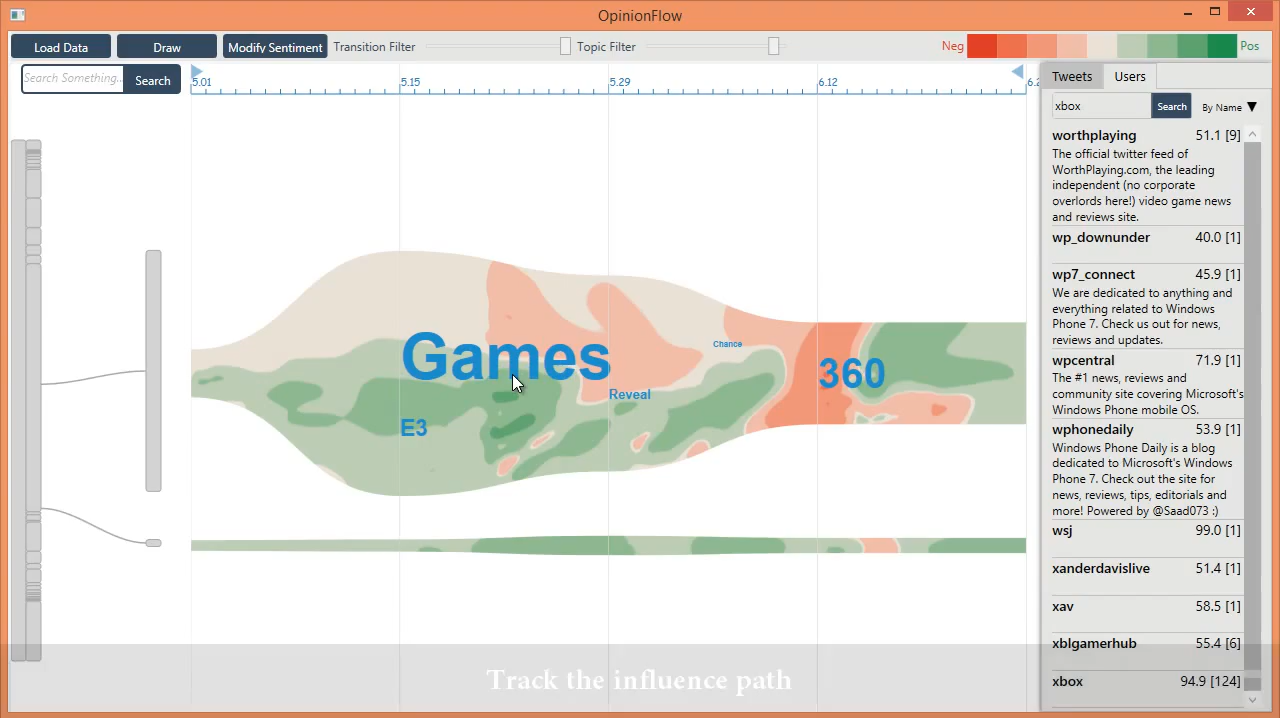 OpinionFlow
Load Data
Draw
Modify Sentiment
Transition Filter
Topic Filter
Neg
Pos
Search Something..
Search
5.01
5.15
5.29
6.12
6.2
Games
E3
Reveal
Chance
360
Tweets
Users
xbox
Search
By Name ▼
worthplaying 51.1 [9]
The official twitter feed of
WorthPlaying.com, the leading
independent (no corporate
overlords here!) video game news
and reviews site.
wp_downunder 40.0 [1]
wp7_connect 45.9 [1]
We are dedicated to anything and
everything related to Windows
Phone 7. Check us out for news,
reviews and updates.
wpcentral 71.9 [1]
The #1 news, reviews and
community site covering Microsoft's
Windows Phone mobile OS.
wphonedaily 53.9 [1]
Windows Phone Daily is a blog
dedicated to Microsoft's Windows
Phone 7. Check out the site for
news, reviews, tips, editorials and
more! Powered by @Saad073 :)
wsj 99.0 [1]
xanderdavislive 51.4 [1]
xav 58.5 [1]
xblgamerhub 55.4 [6]
xbox 94.9 [124]
Track the influence path